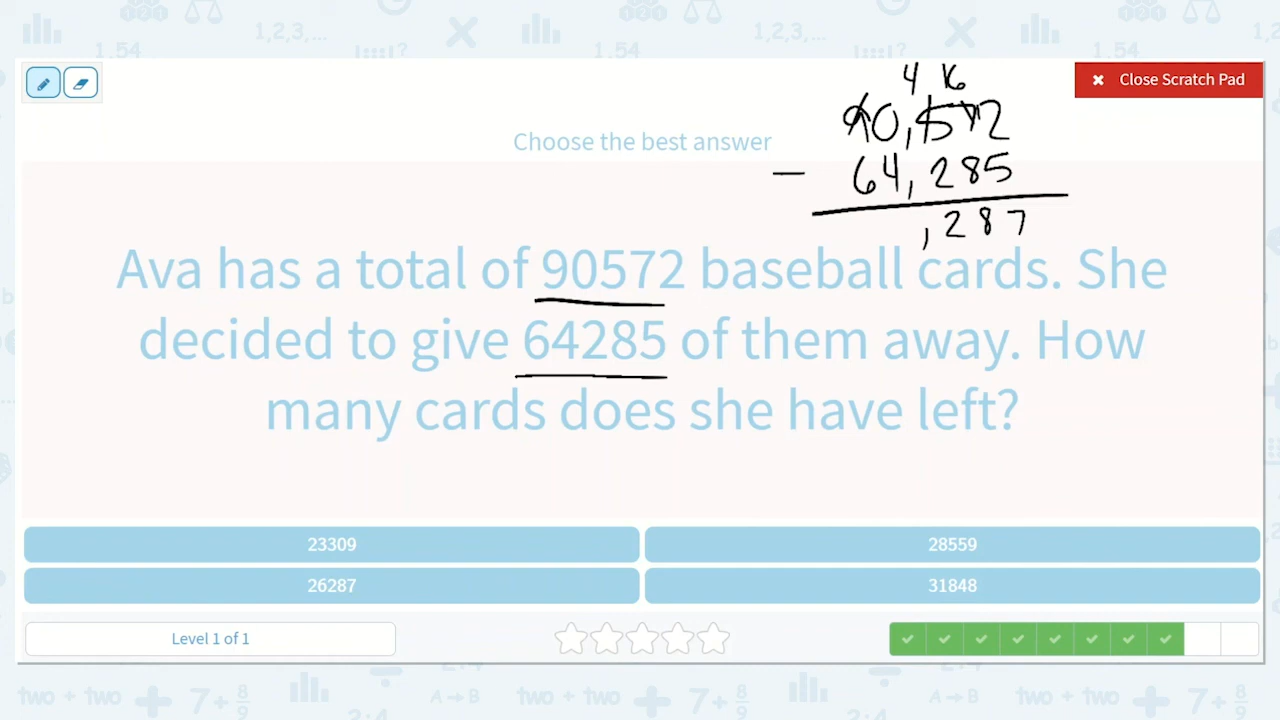 4 16
Close Scratch Pad
90,572
Choose the best answer
− 64,285
,287
Ava has a total of 90572 baseball cards. She
decided to give 64285 of them away. How
many cards does she have left?
23309
28559
26287
31848
Level 1 of 1